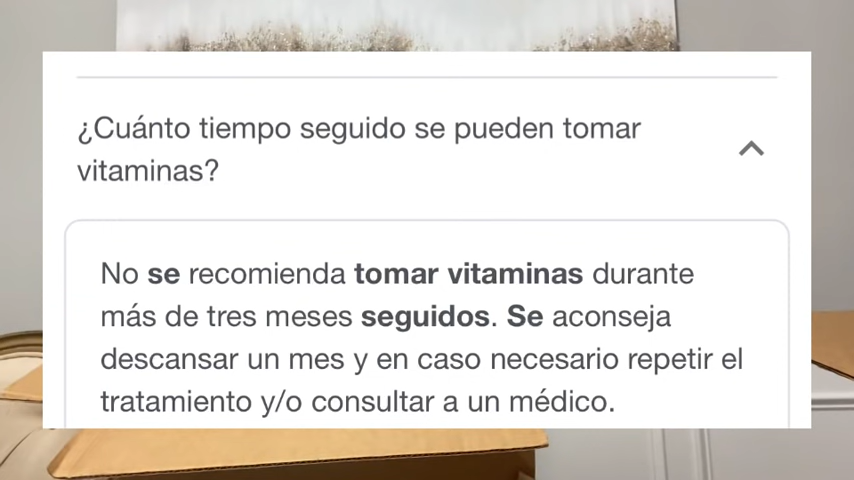 ¿Cuánto tiempo seguido se pueden tomar
vitaminas?
No se recomienda tomar vitaminas durante
más de tres meses seguidos. Se aconseja
descansar un mes y en caso necesario repetir el
tratamiento y/o consultar a un médico.